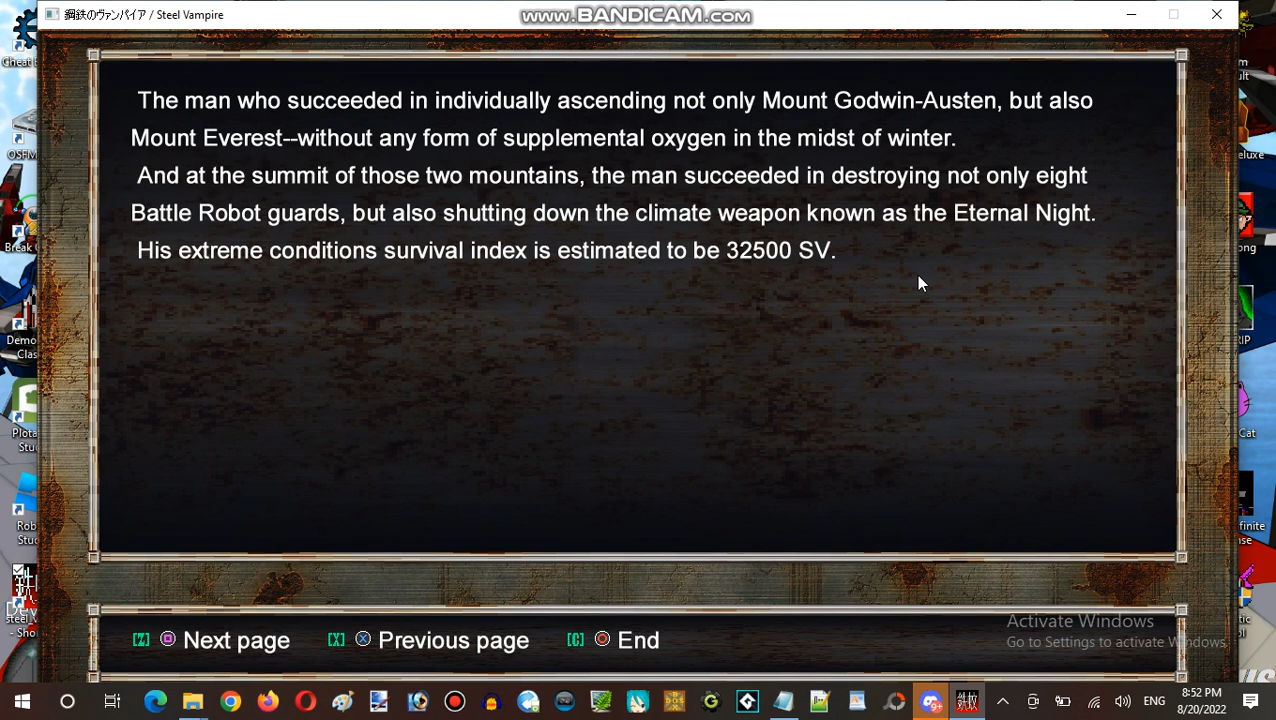 鋼鉄のヴァンパイア / Steel Vampire
www.BANDICAM.com
The man who succeeded in individually ascending not only Mount Godwin-Austen, but also
Mount Everest--without any form of supplemental oxygen in the midst of winter.
And at the summit of those two mountains, the man succeeded in destroying not only eight
Battle Robot guards, but also shutting down the climate weapon known as the Eternal Night.
His extreme conditions survival index is estimated to be 32500 SV.
[Z] Next page [X] Previous page [C] End
Activate Windows
Go to Settings to activate Windows.
ENG
8:52 PM
8/20/2022